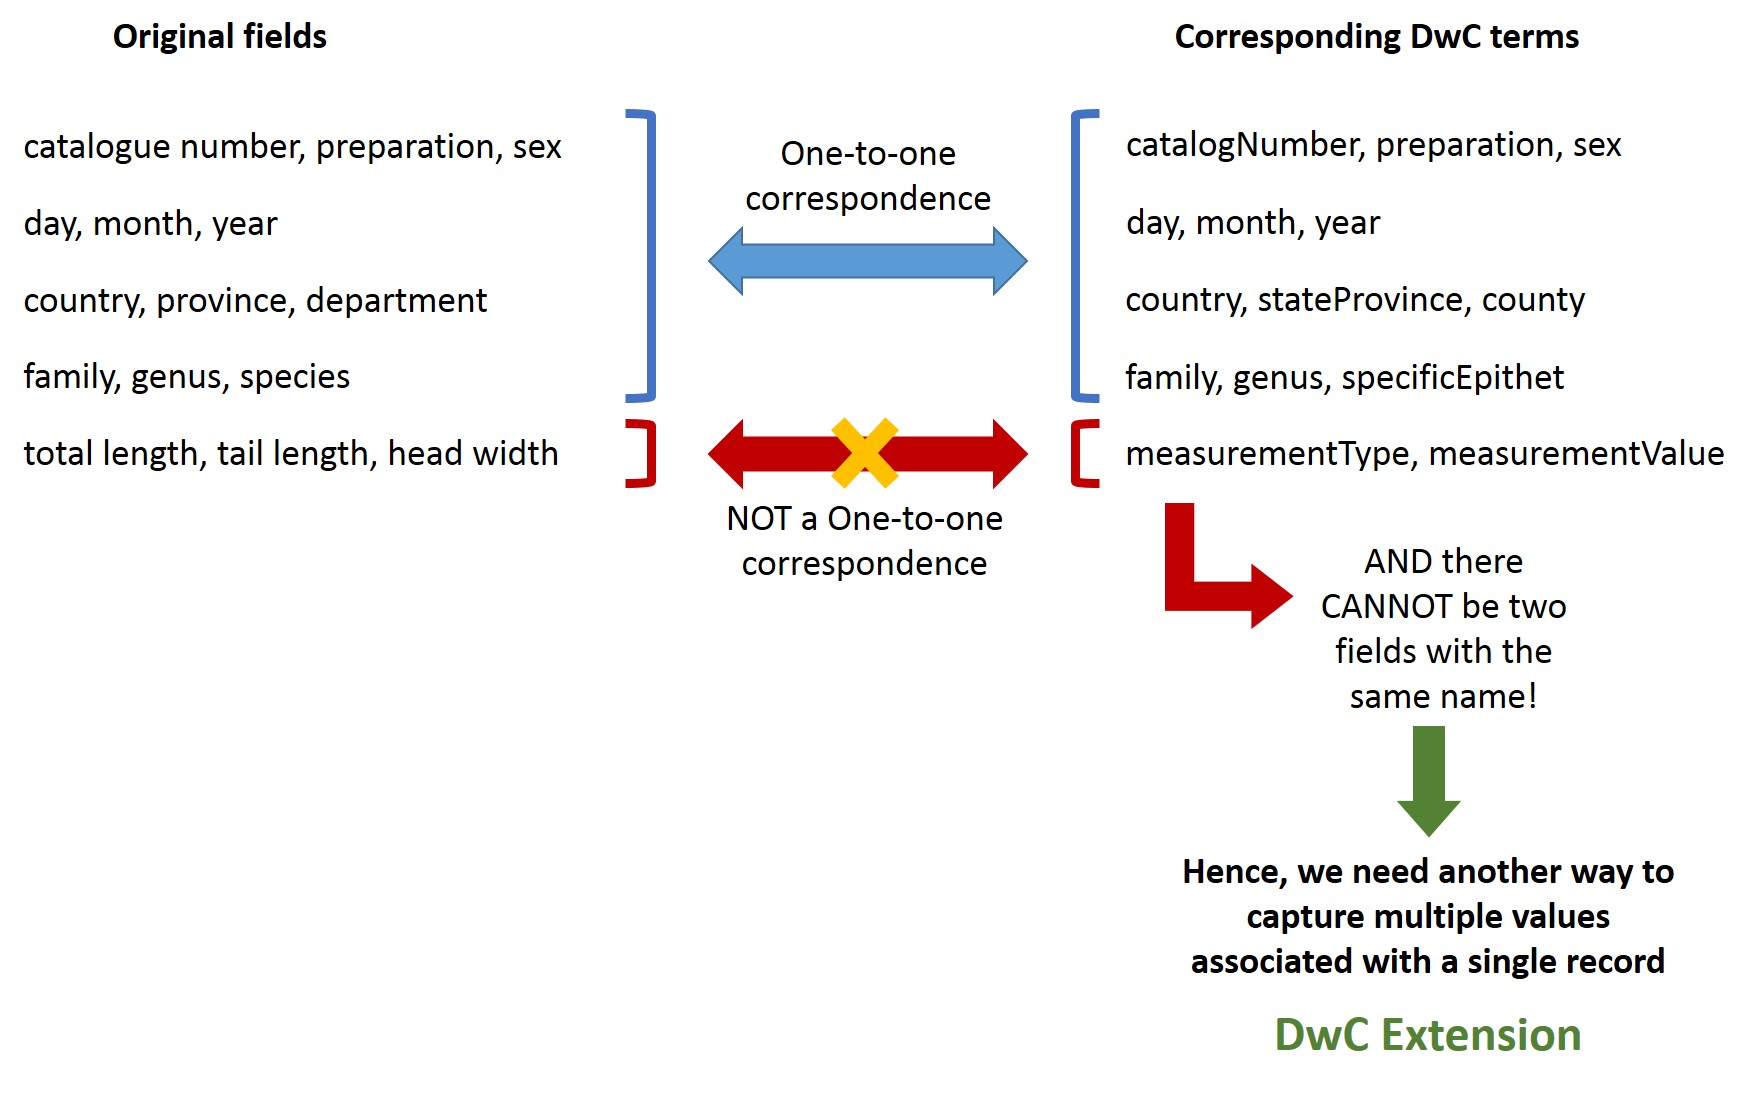 Original fields
Corresponding DwC terms
catalogue number, preparation, sex
day, month, year
country, province, department
family, genus, species
total length, tail length, head width
One-to-one
correspondence
NOT a One-to-one
correspondence
catalogNumber, preparation, sex
day, month, year
country, stateProvince, county
family, genus, specificEpithet
measurementType, measurementValue
AND there
CANNOT be two
fields with the
same name!
Hence, we need another way to
capture multiple values
associated with a single record
DwC Extension